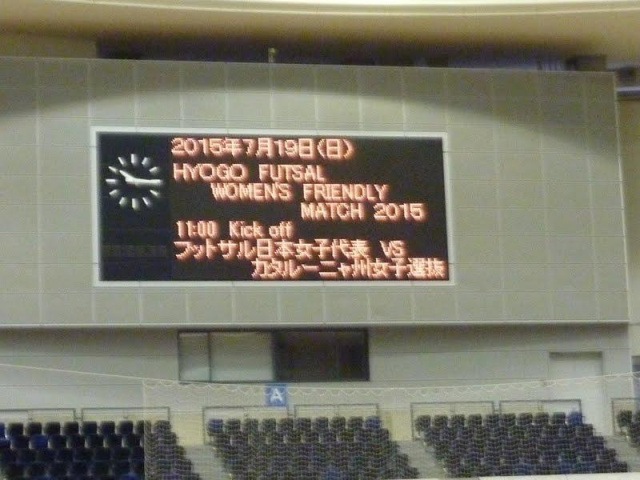 2015年7月19日(日)
HYOGO FUTSAL
WOMEN'S FRIENDLY
MATCH 2015
11:00 Kick off
フットサル日本女子代表 VS
カタルーニャ州女子選抜
A